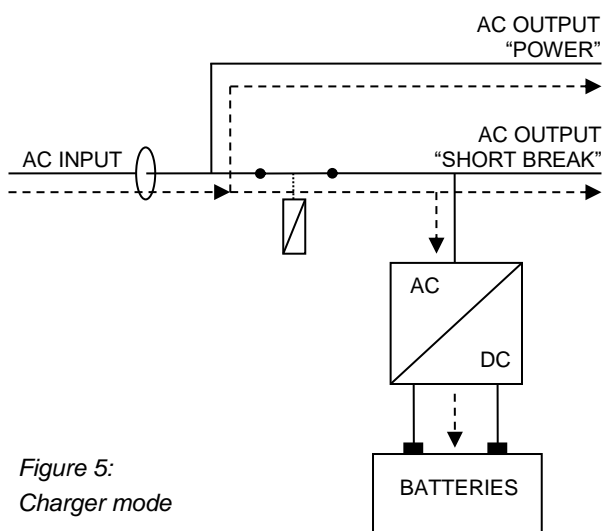 AC OUTPUT
“POWER”
AC INPUT
AC OUTPUT
“SHORT BREAK”
AC
DC
BATTERIES
Figure 5:
Charger mode